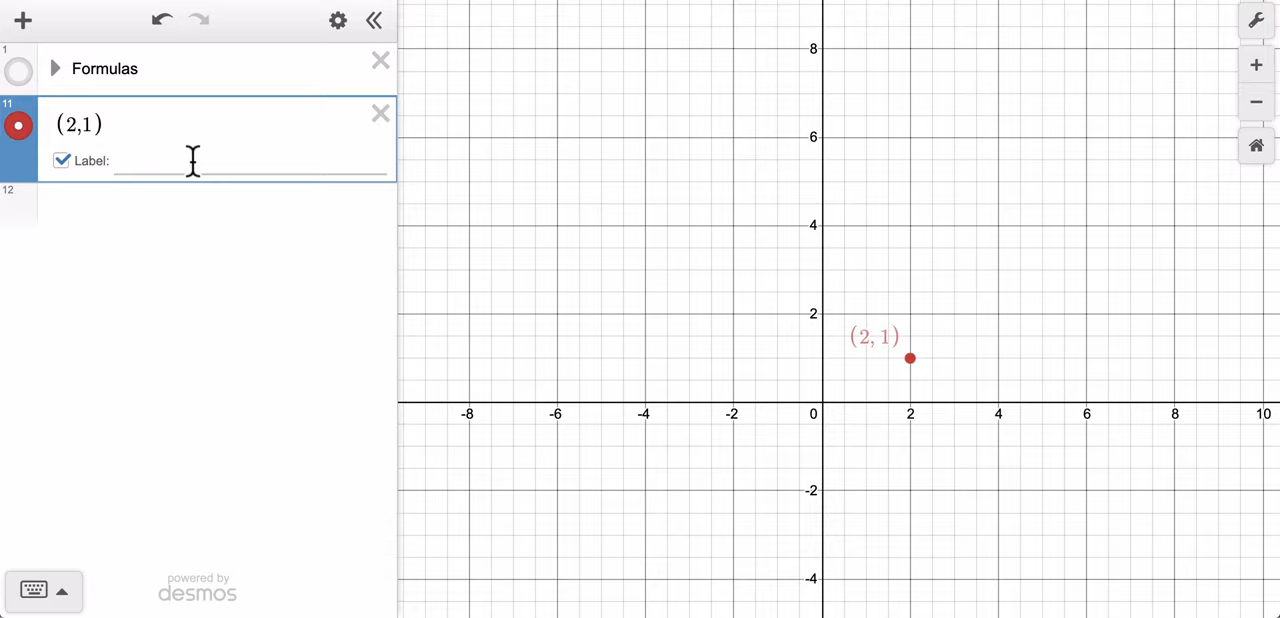 1
Formulas
11
(2,1)
Label:
12
powered by
desmos
8
6
4
2
(2, 1)
-8 -6 -4 -2 0 2 4 6 8 10
-2
-4